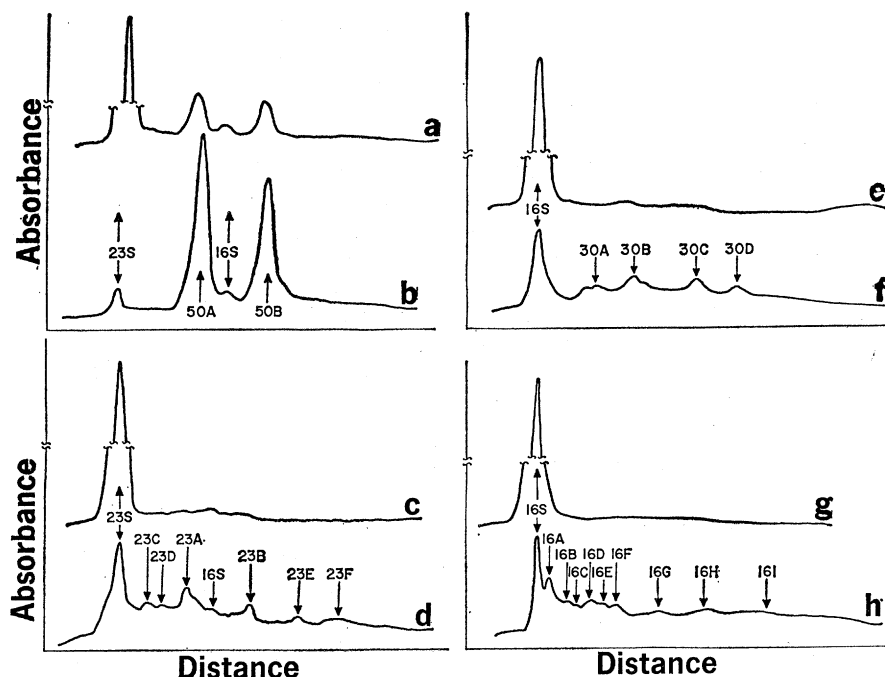 Absorbance
a
23S
16S
b
50A
50B
e
16S
30A
30B
30C
30D
f
Absorbance
c
23S
23C
23D
23A
16S
23B
23E
23F
d
Distance
g
16S
16A
16B
16C
16D
16E
16F
16G
16H
16I
h
Distance